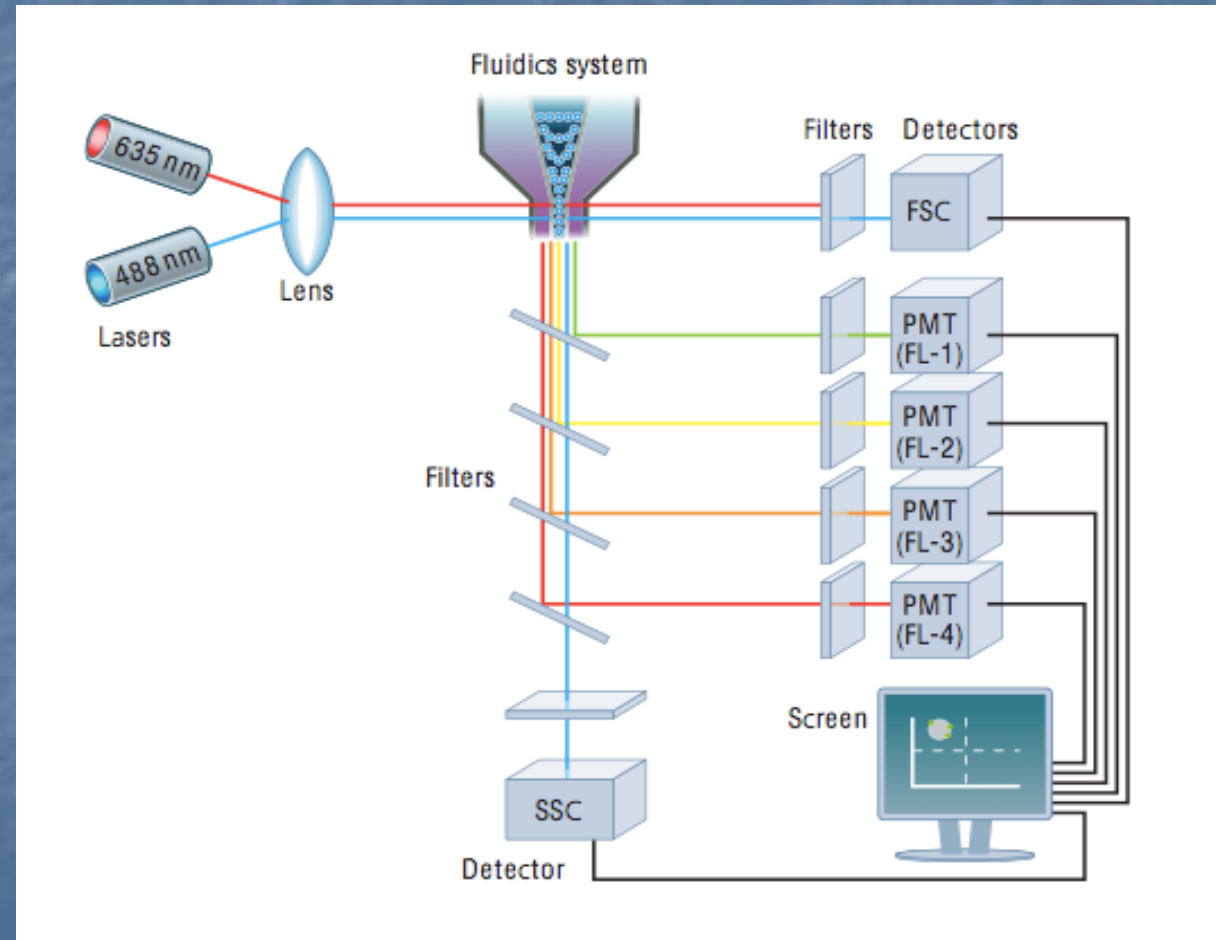 Fluidics system
635 nm
488 nm
Lasers
Lens
Filters
Detectors
FSC
PMT
(FL-1)
PMT
(FL-2)
Filters
PMT
(FL-3)
PMT
(FL-4)
Screen
SSC
Detector